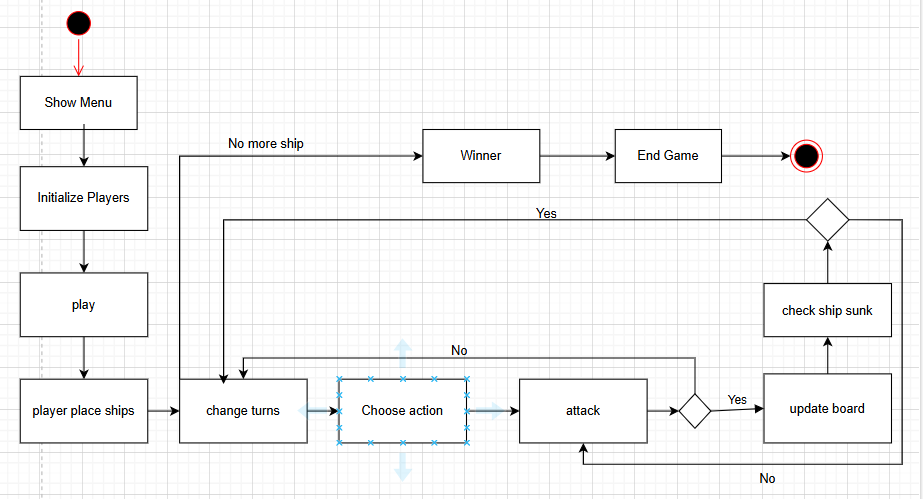 Show Menu
No more ship
Winner
End Game
Initialize Players
Yes
play
check ship sunk
No
player place ships
change turns
Choose action
attack
Yes
update board
No